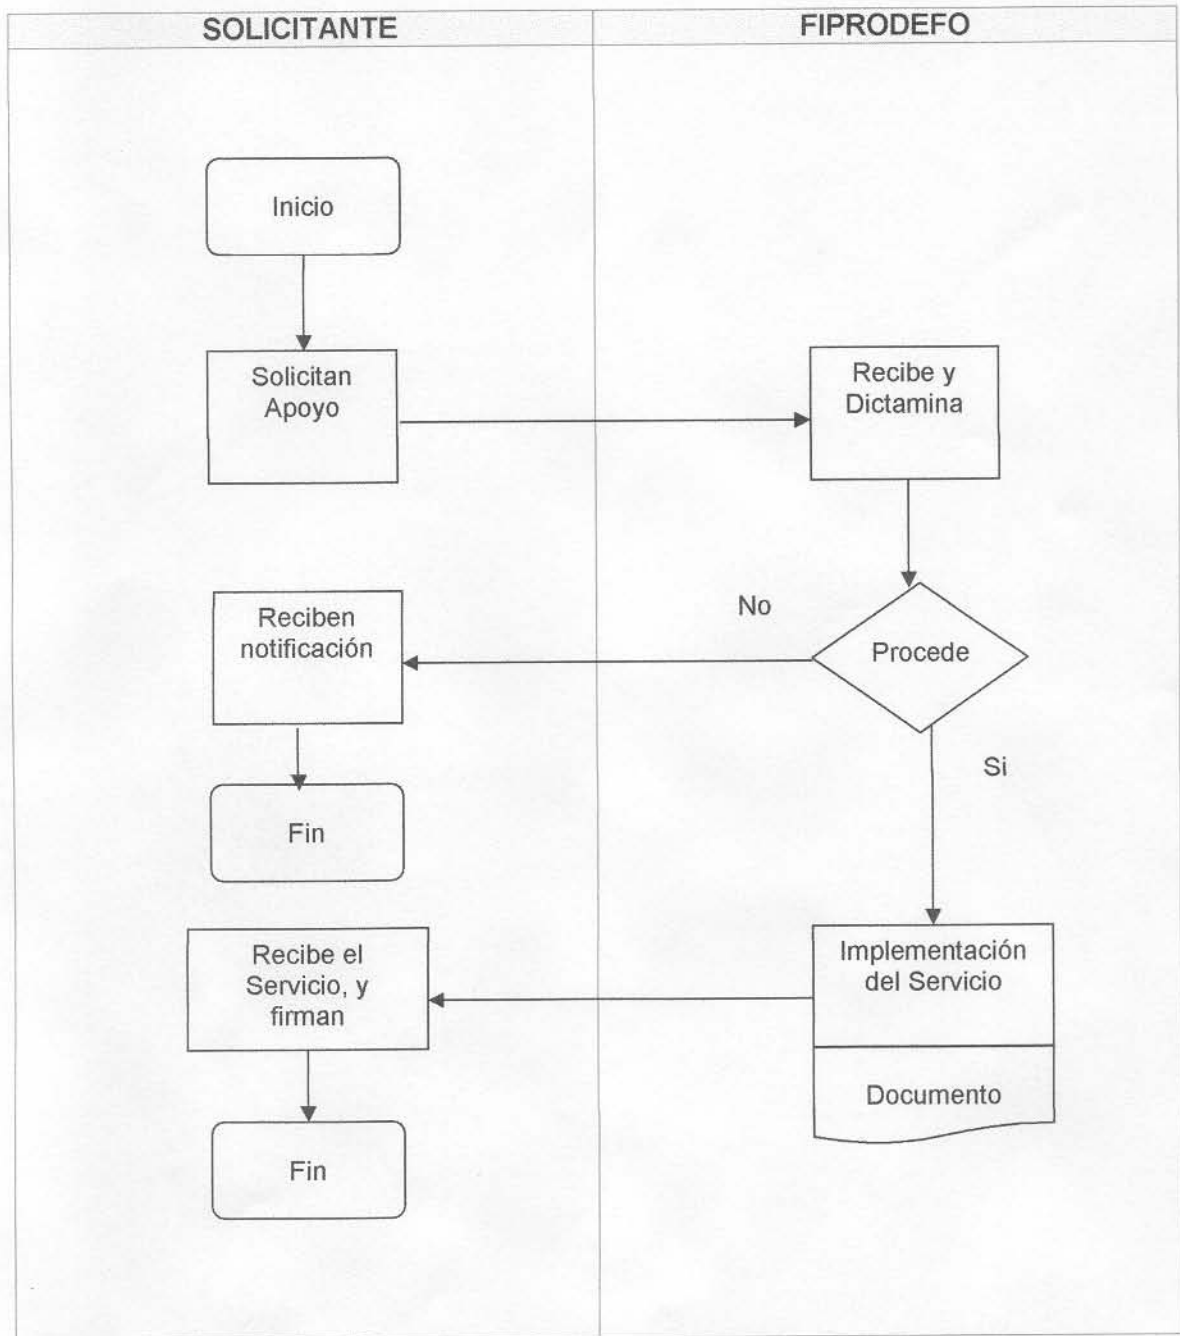 SOLICITANTE
FIPRODEFO
Inicio
Solicitan
Apoyo
Recibe y
Dictamina
No
Procede
Reciben
notificación
Si
Fin
Implementación
del Servicio
Documento
Recibe el
Servicio, y
firman
Fin